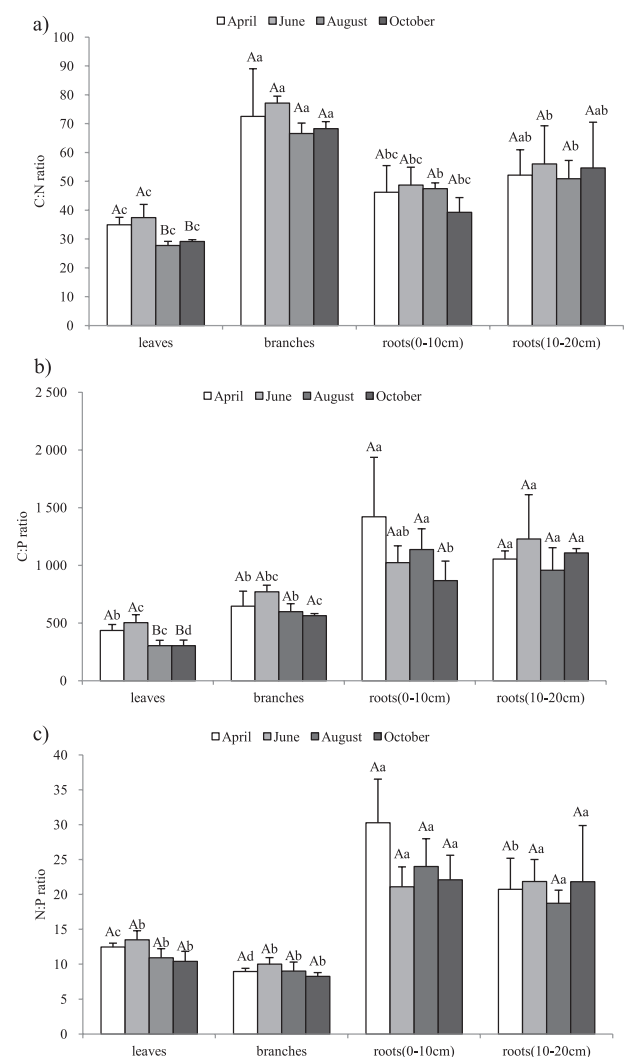 a)
April June August October
100
90
80
70
60
50
40
30
20
10
0
C:N ratio
Ac Ac Bc Bc
Aa Aa Aa Aa
Abc Abc Ab Abc
Aab Ab Ab Aab
leaves branches roots(0-10cm) roots(10-20cm)
b)
April June August October
2 500
2 000
1 500
1 000
500
0
C:P ratio
Ab Ac Bc Bd
Ab Abc Ab Ac
Aa Aab Aa Ab
Aa Aa Aa Aa
leaves branches roots(0-10cm) roots(10-20cm)
c)
April June August October
40
35
30
25
20
15
10
5
0
N:P ratio
Ac Ab Ab Ab
Ad Ab Ab Ab
Aa Aa Aa Aa
Ab Aa Aa Aa
leaves branches roots(0-10cm) roots(10-20cm)